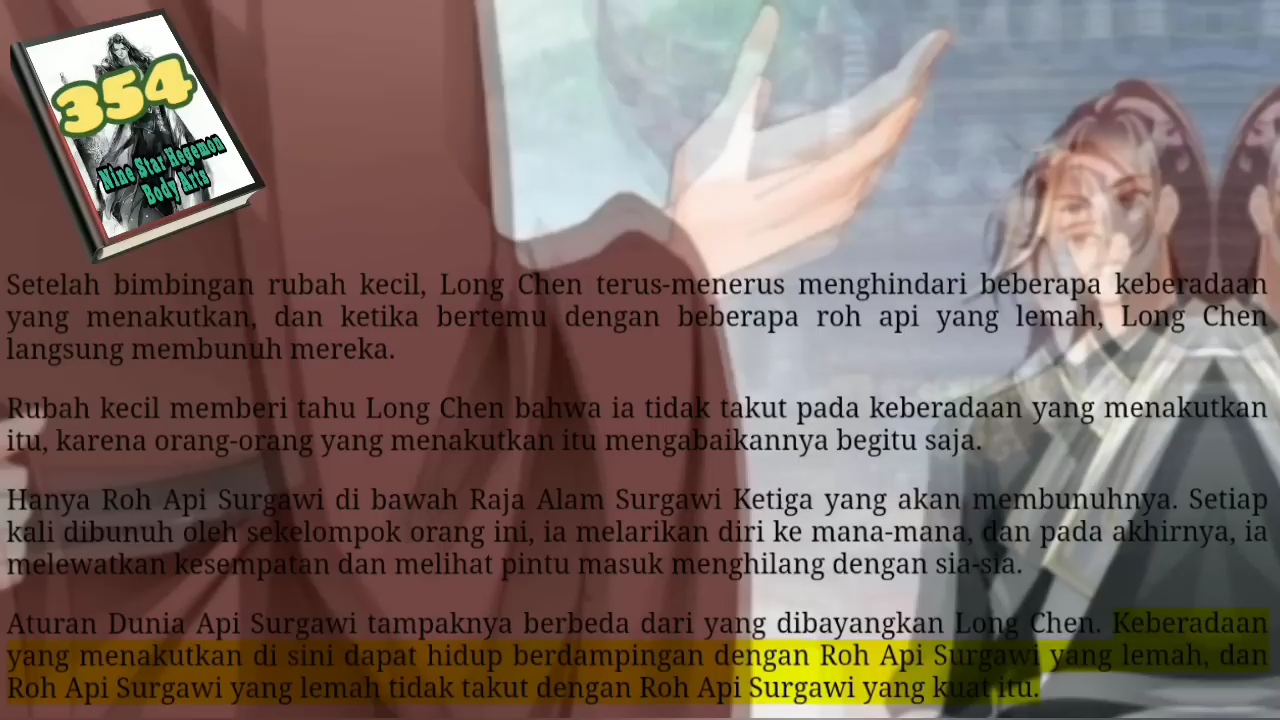 354
Nine Star Hegemon
Body Arts
Setelah bimbingan rubah kecil, Long Chen terus-menerus menghindari beberapa keberadaan
yang menakutkan, dan ketika bertemu dengan beberapa roh api yang lemah, Long Chen
langsung membunuh mereka.
Rubah kecil memberi tahu Long Chen bahwa ia tidak takut pada keberadaan yang menakutkan
itu, karena orang-orang yang menakutkan itu mengabaikannya begitu saja.
Hanya Roh Api Surgawi di bawah Raja Alam Surgawi Ketiga yang akan membunuhnya. Setiap
kali dibunuh oleh sekelompok orang ini, ia melarikan diri ke mana-mana, dan pada akhirnya, ia
melewatkan kesempatan dan melihat pintu masuk menghilang dengan sia-sia.
Aturan Dunia Api Surgawi tampaknya berbeda dari yang dibayangkan Long Chen. Keberadaan
yang menakutkan di sini dapat hidup berdampingan dengan Roh Api Surgawi yang lemah, dan
Roh Api Surgawi yang lemah tidak takut dengan Roh Api Surgawi yang kuat itu.